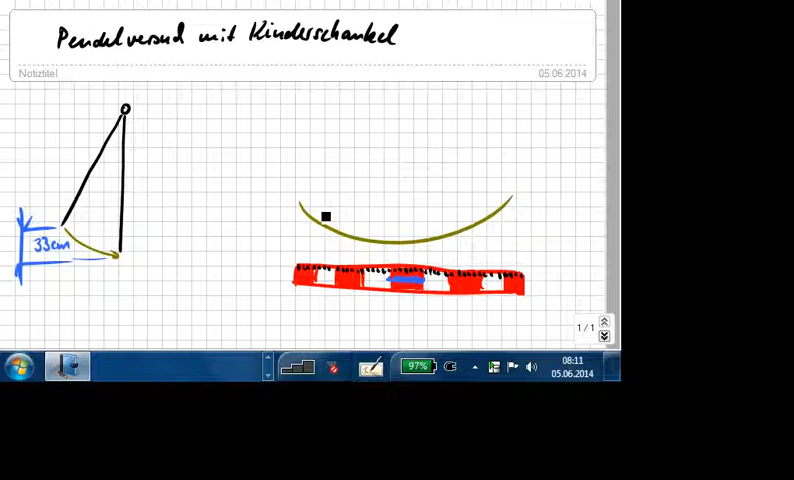 Pendelversuch mit Kinderschaukel
Notiztitel
05.06.2014
33cm
1/1
97%
08:11
05.06.2014